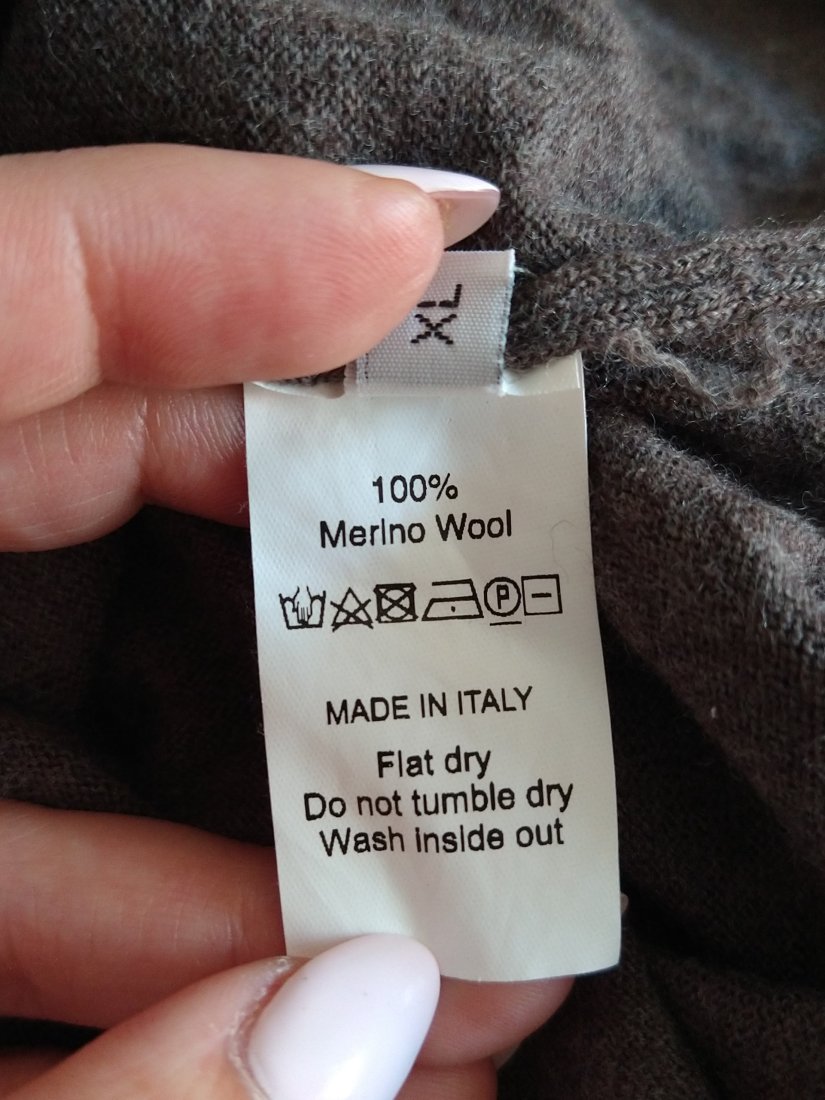 XL
100%
Merino Wool
P
MADE IN ITALY
Flat dry
Do not tumble dry
Wash inside out